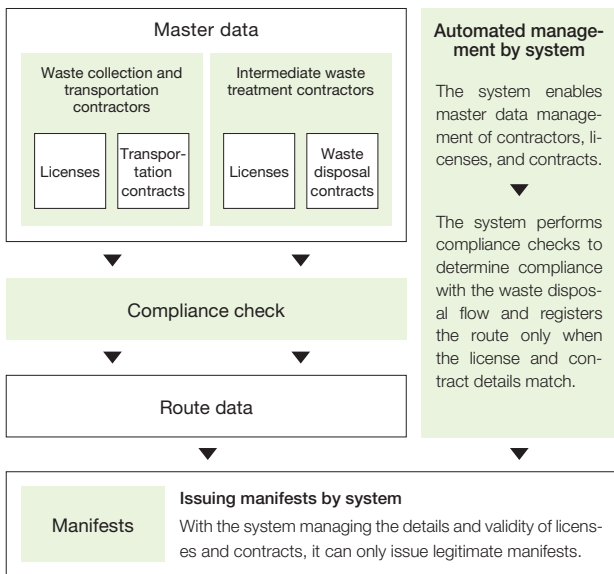 Master data
Waste collection and
transportation
contractors
Licenses
Transpor-
tation
contracts
Intermediate waste
treatment contractors
Licenses
Waste
disposal
contracts
Compliance check
Route data
Automated manage-
ment by system
The system enables
master data manage-
ment of contractors, li-
censes, and contracts.
The system performs
compliance checks to
determine compliance
with the waste dispos-
al flow and registers
the route only when
the license and con-
tract details match.
Manifests
Issuing manifests by system
With the system managing the details and validity of licens-
es and contracts, it can only issue legitimate manifests.